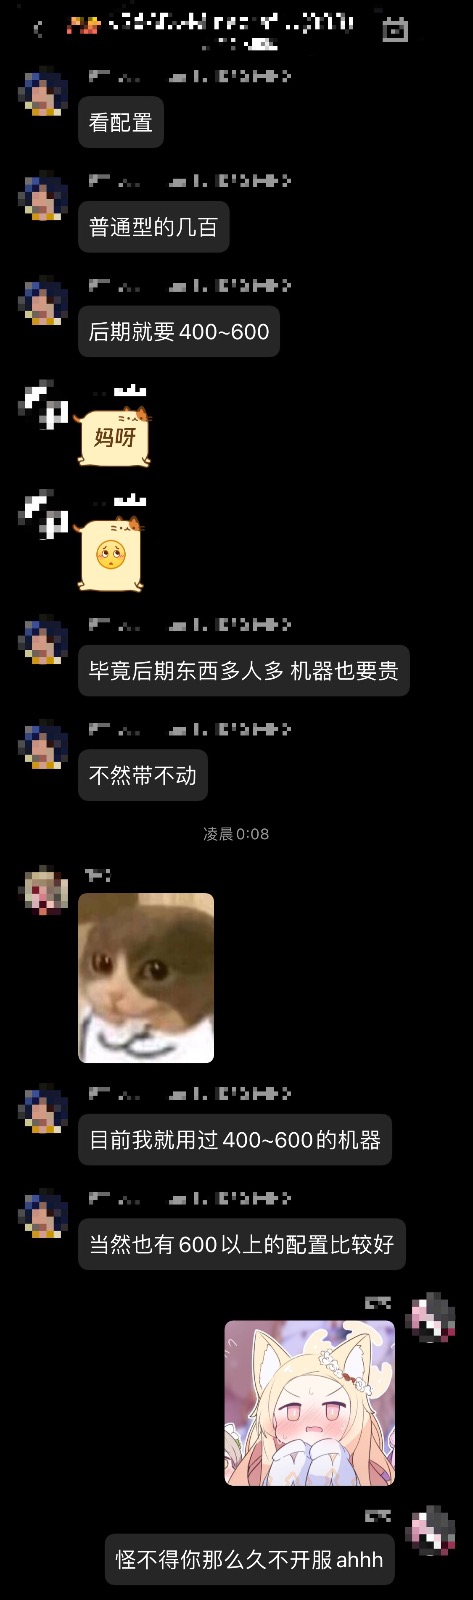 看配置
普通型的几百
后期就要400~600
妈呀
毕竟后期东西多人多 机器也要贵
不然带不动
凌晨0:08
目前我就用过400~600的机器
当然也有600以上的配置比较好
怪不得你那么久不开服ahhh